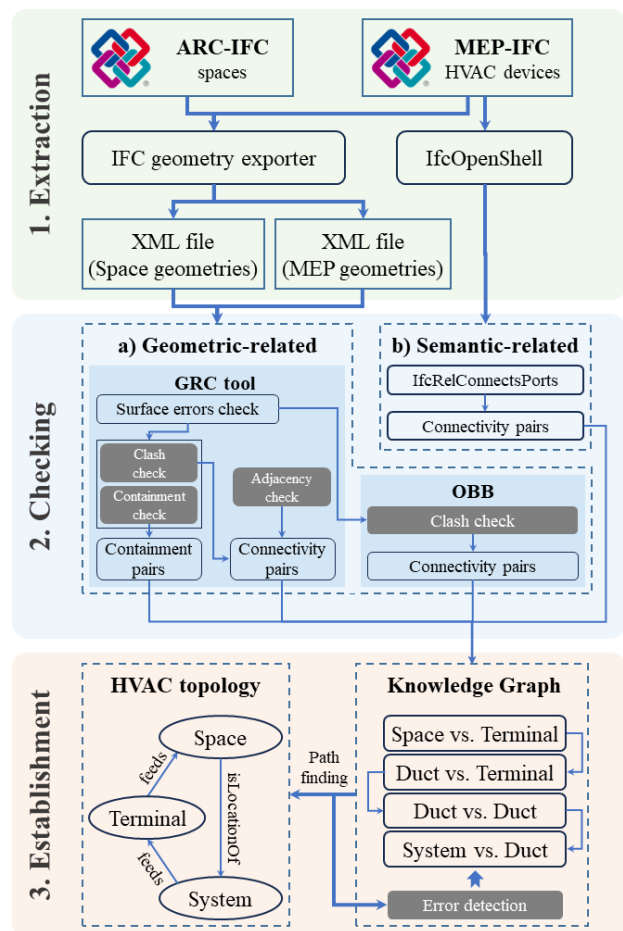 1. Extraction
ARC-IFC
spaces
MEP-IFC
HVAC devices
IFC geometry exporter
IfcOpenShell
XML file
(Space geometries)
XML file
(MEP geometries)
2. Checking
a) Geometric-related
GRC tool
Surface errors check
Clash
check
Containment
check
Containment
pairs
Adjacency
check
Connectivity
pairs
b) Semantic-related
IfcRelConnectsPorts
Connectivity pairs
OBB
Clash check
Connectivity pairs
3. Establishment
HVAC topology
Space
feeds
isLocationOf
Terminal
feeds
System
Path
finding
Knowledge Graph
Space vs. Terminal
Duct vs. Terminal
Duct vs. Duct
System vs. Duct
Error detection